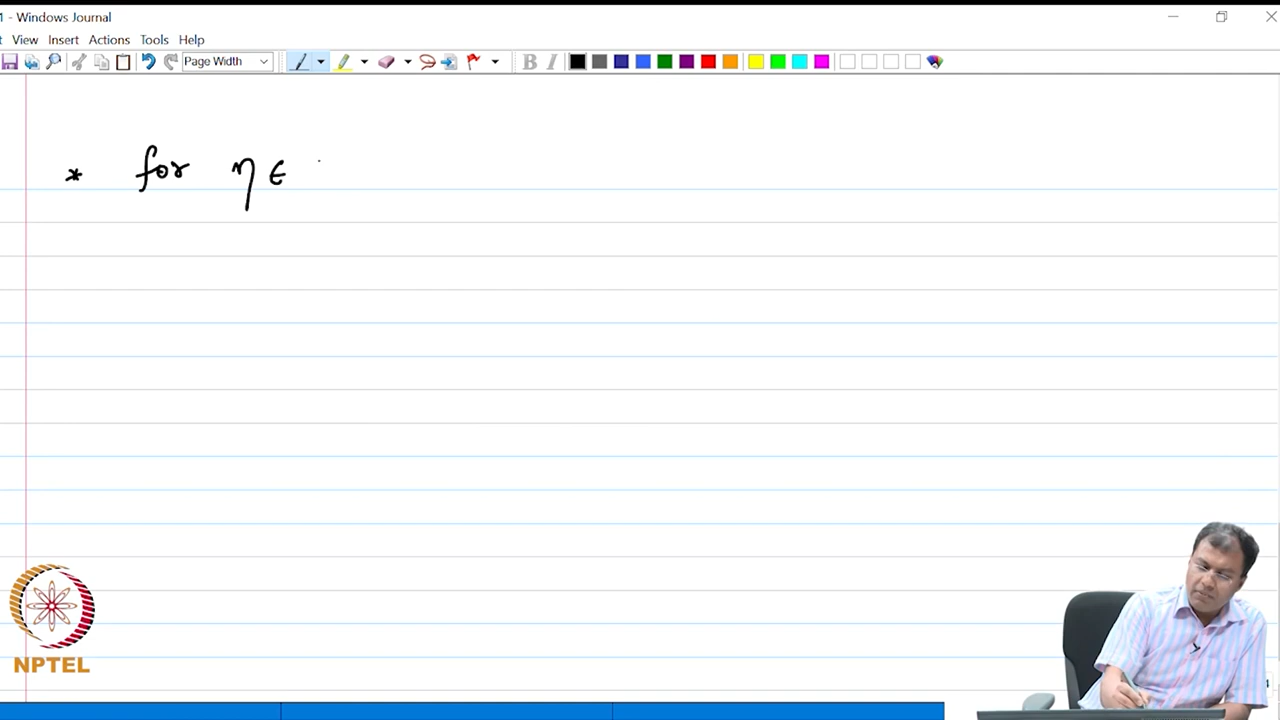 1 - Windows Journal
t View Insert Actions Tools Help
Page Width
B I
* for η ∈
NPTEL